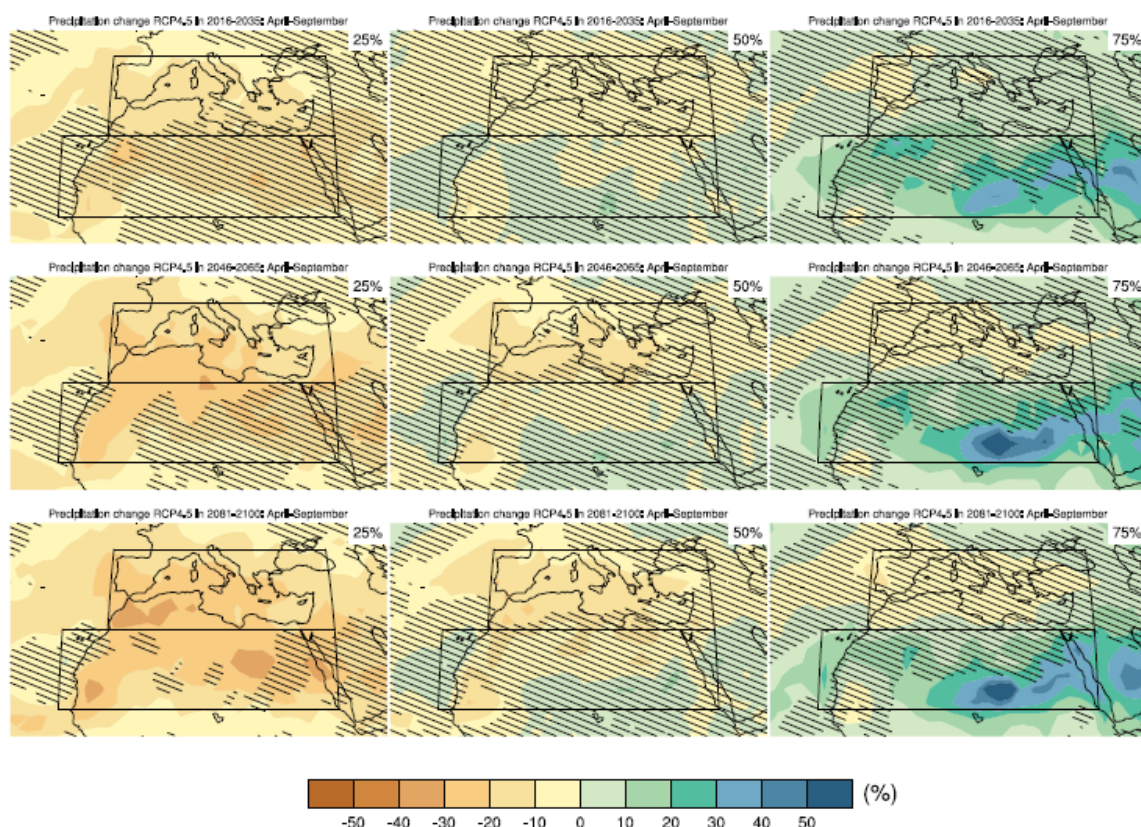 Precipitation change RCP4.5 in 2016-2035: April-September
25%
Precipitation change RCP4.5 in 2016-2035: April-September
50%
Precipitation change RCP4.5 in 2016-2035: April-September
75%
Precipitation change RCP4.5 in 2046-2065: April-September
25%
Precipitation change RCP4.5 in 2046-2065: April-September
50%
Precipitation change RCP4.5 in 2046-2065: April-September
75%
Precipitation change RCP4.5 in 2081-2100: April-September
25%
Precipitation change RCP4.5 in 2081-2100: April-September
50%
Precipitation change RCP4.5 in 2081-2100: April-September
75%
(%)
-50 -40 -30 -20 -10 0 10 20 30 40 50